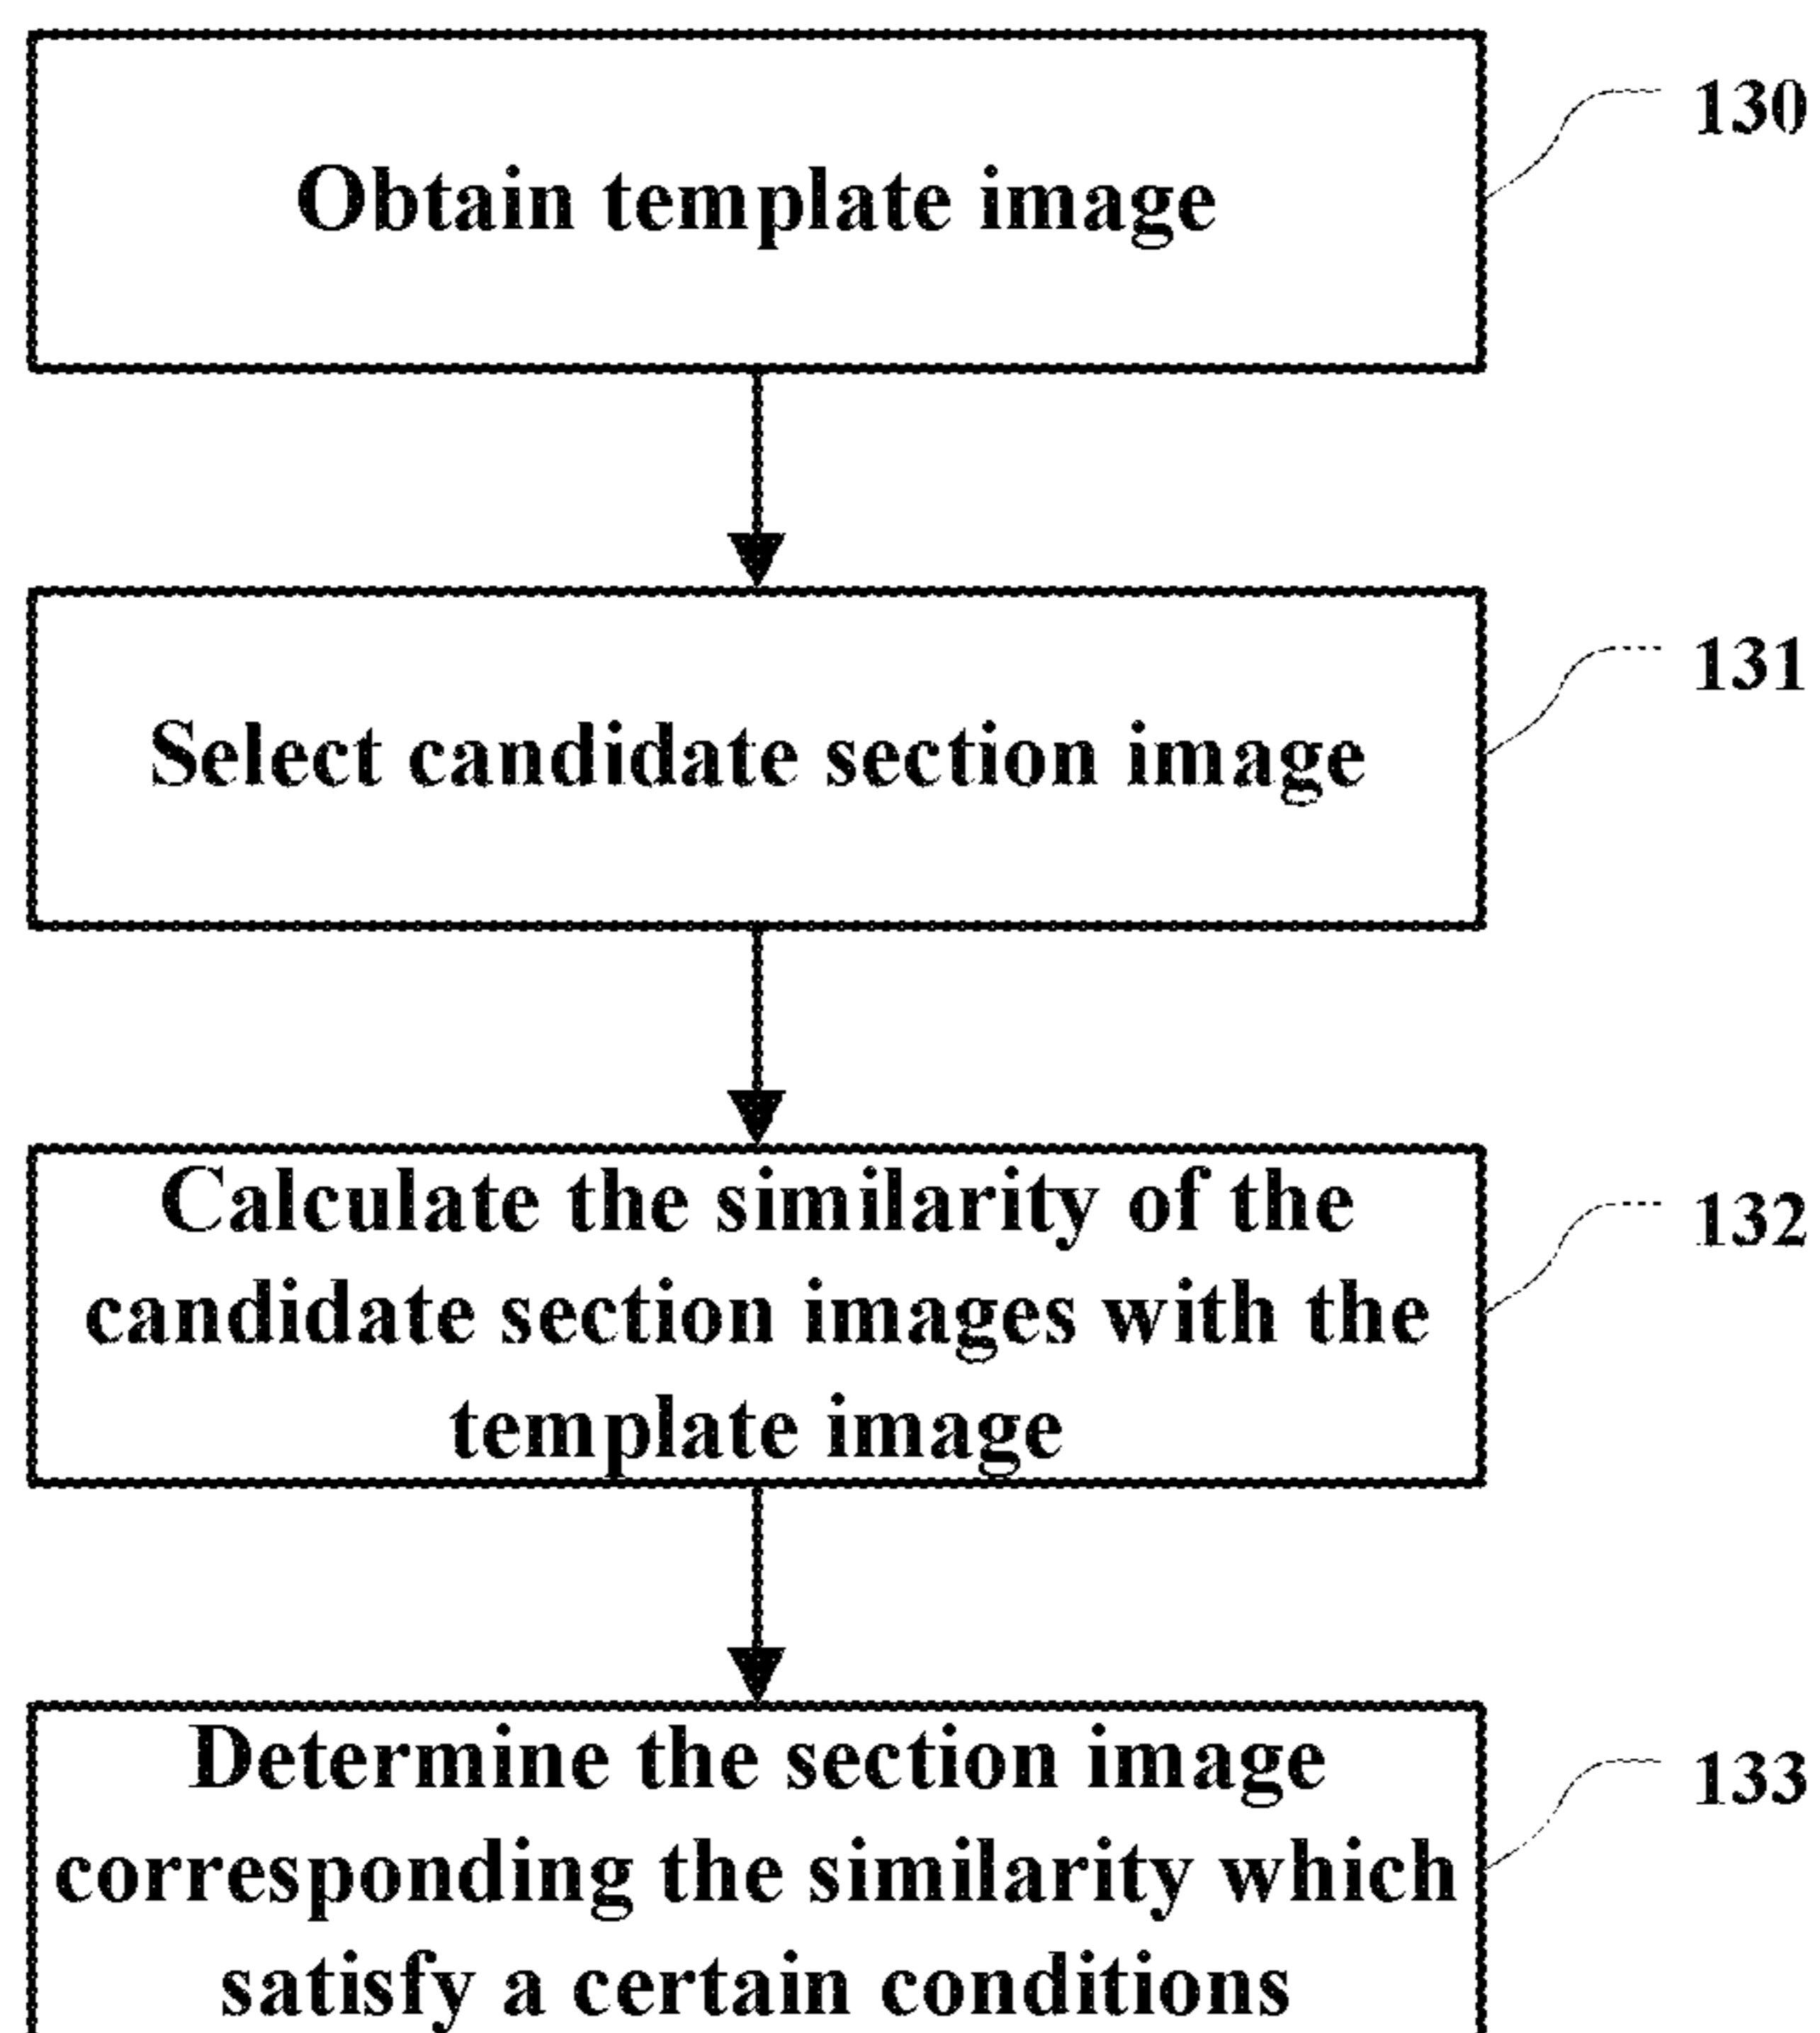 Obtain template image
130
Select candidate section image
131
Calculate the similarity of the
candidate section images with the
template image
132
Determine the section image
corresponding the similarity which
satisfy a certain conditions
133